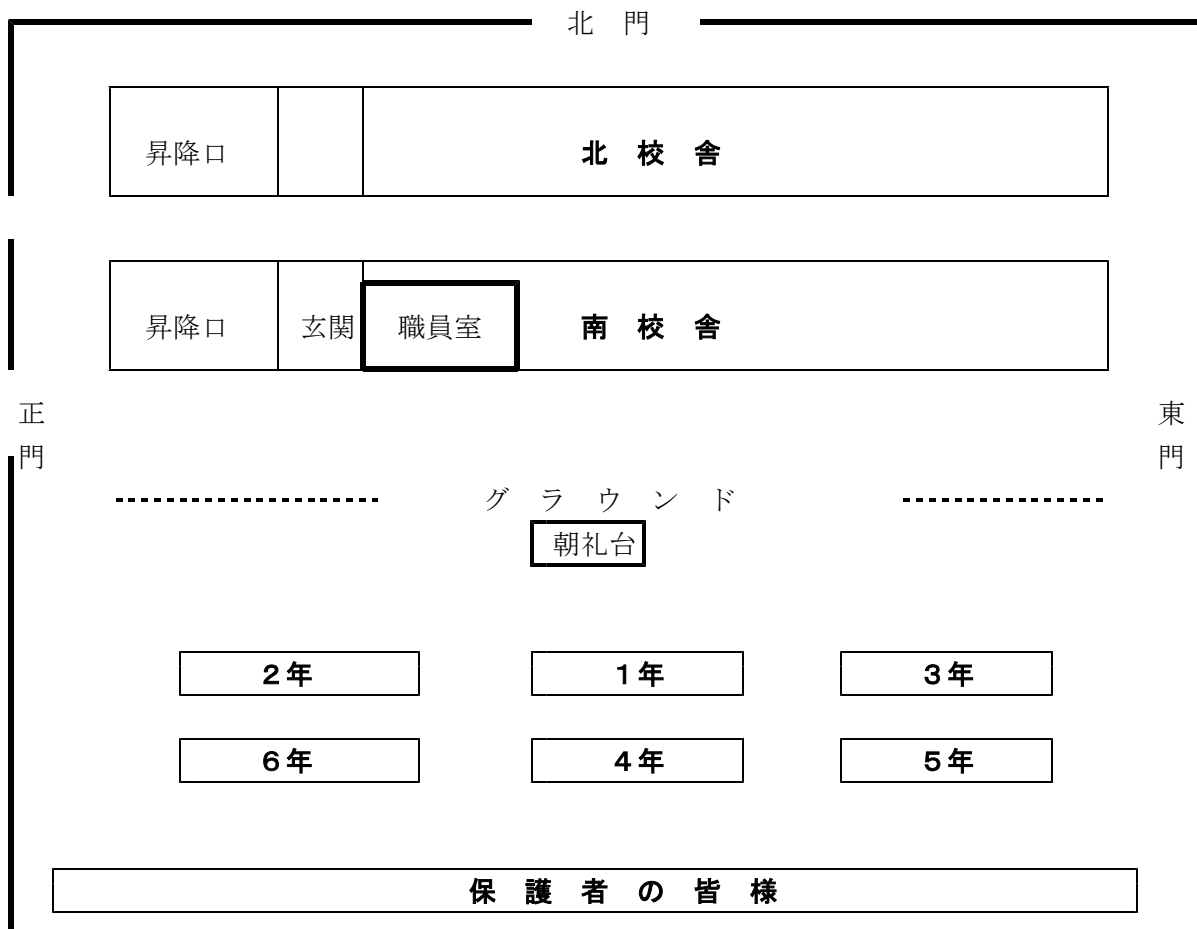 北 門
昇降口 北 校 舎
昇降口 玄関 職員室 南 校 舎
正門
東門
グ ラ ウ ン ド
朝礼台
２年 １年 ３年
６年 ４年 ５年
保 護 者 の 皆 様